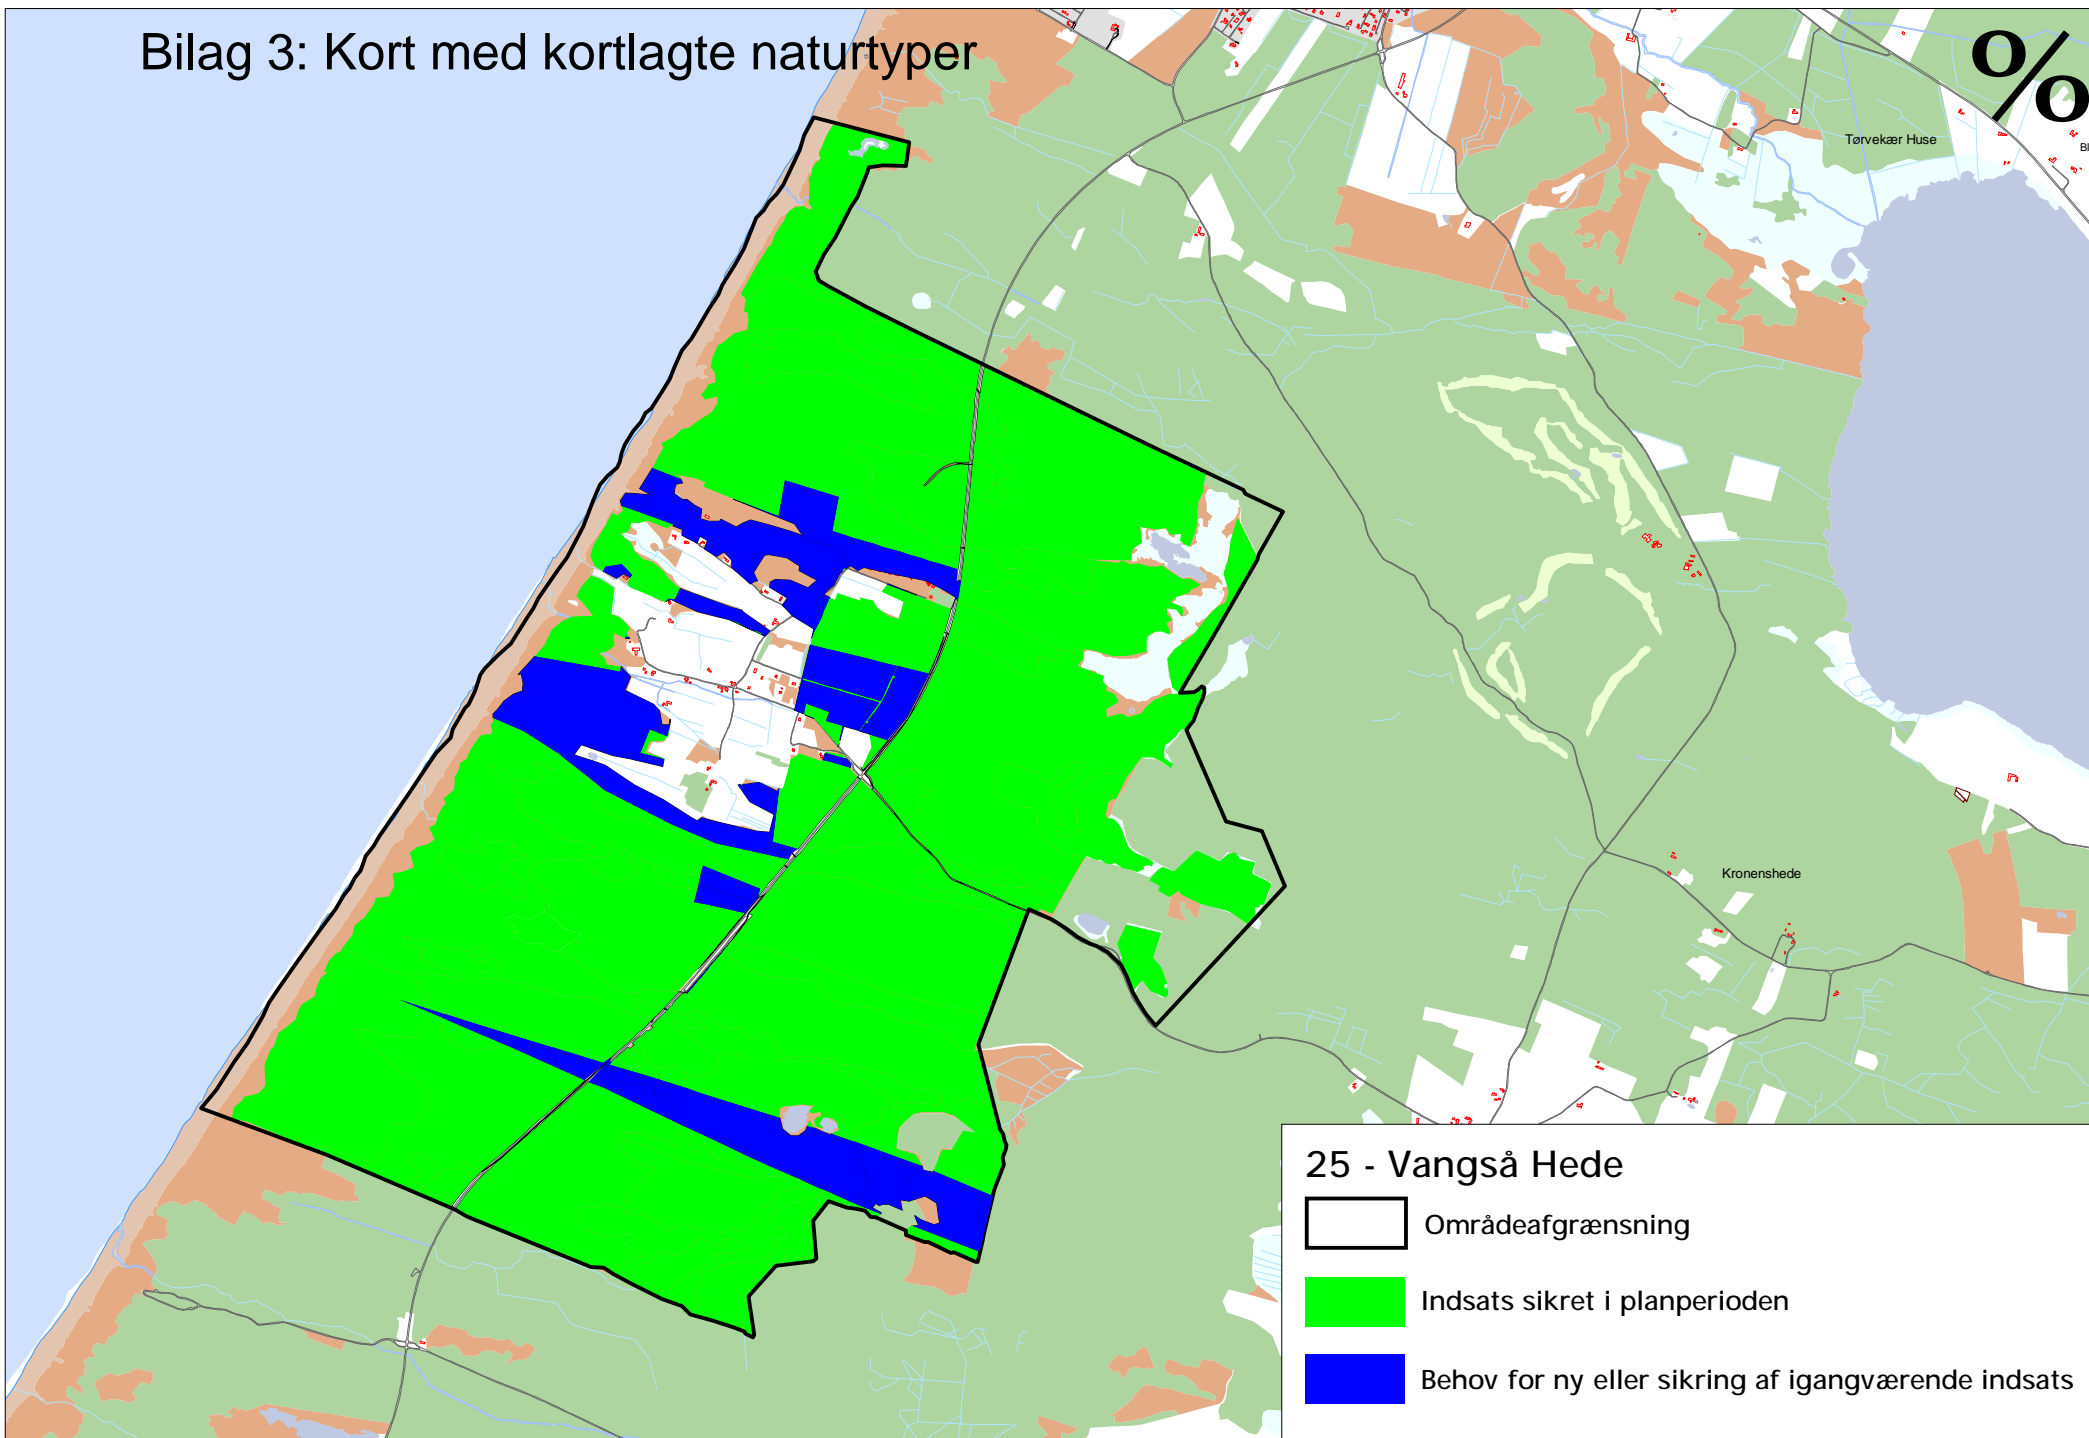 Bilag 3: Kort med kortlagte naturtyper
%
Tørvekær Huse
Bl
Kronenshede
25 - Vangså Hede
Områdeafgrænsning
Indsats sikret i planperioden
Behov for ny eller sikring af igangværende indsats